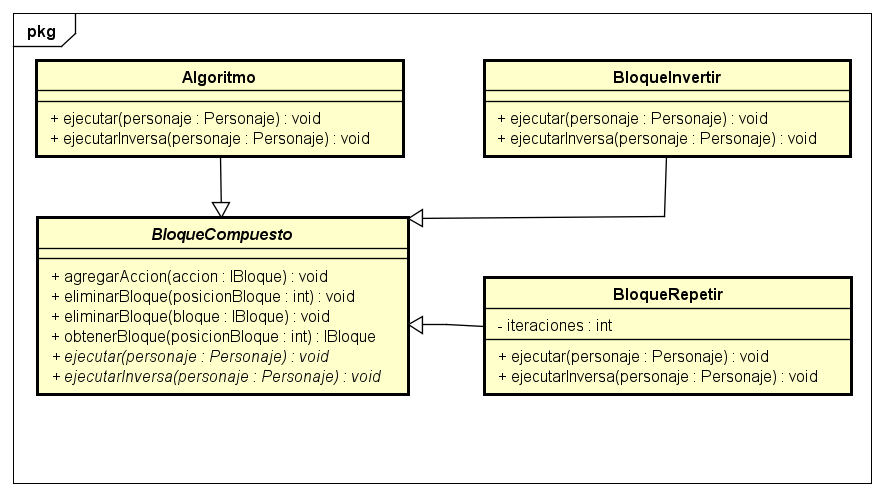 pkg
Algoritmo
+ ejecutar(personaje : Personaje) : void
+ ejecutarInversa(personaje : Personaje) : void
BloqueInvertir
+ ejecutar(personaje : Personaje) : void
+ ejecutarInversa(personaje : Personaje) : void
BloqueCompuesto
+ agregarAccion(accion : IBloque) : void
+ eliminarBloque(posicionBloque : int) : void
+ eliminarBloque(bloque : IBloque) : void
+ obtenerBloque(posicionBloque : int) : IBloque
+ ejecutar(personaje : Personaje) : void
+ ejecutarInversa(personaje : Personaje) : void
BloqueRepetir
- iteraciones : int
+ ejecutar(personaje : Personaje) : void
+ ejecutarInversa(personaje : Personaje) : void